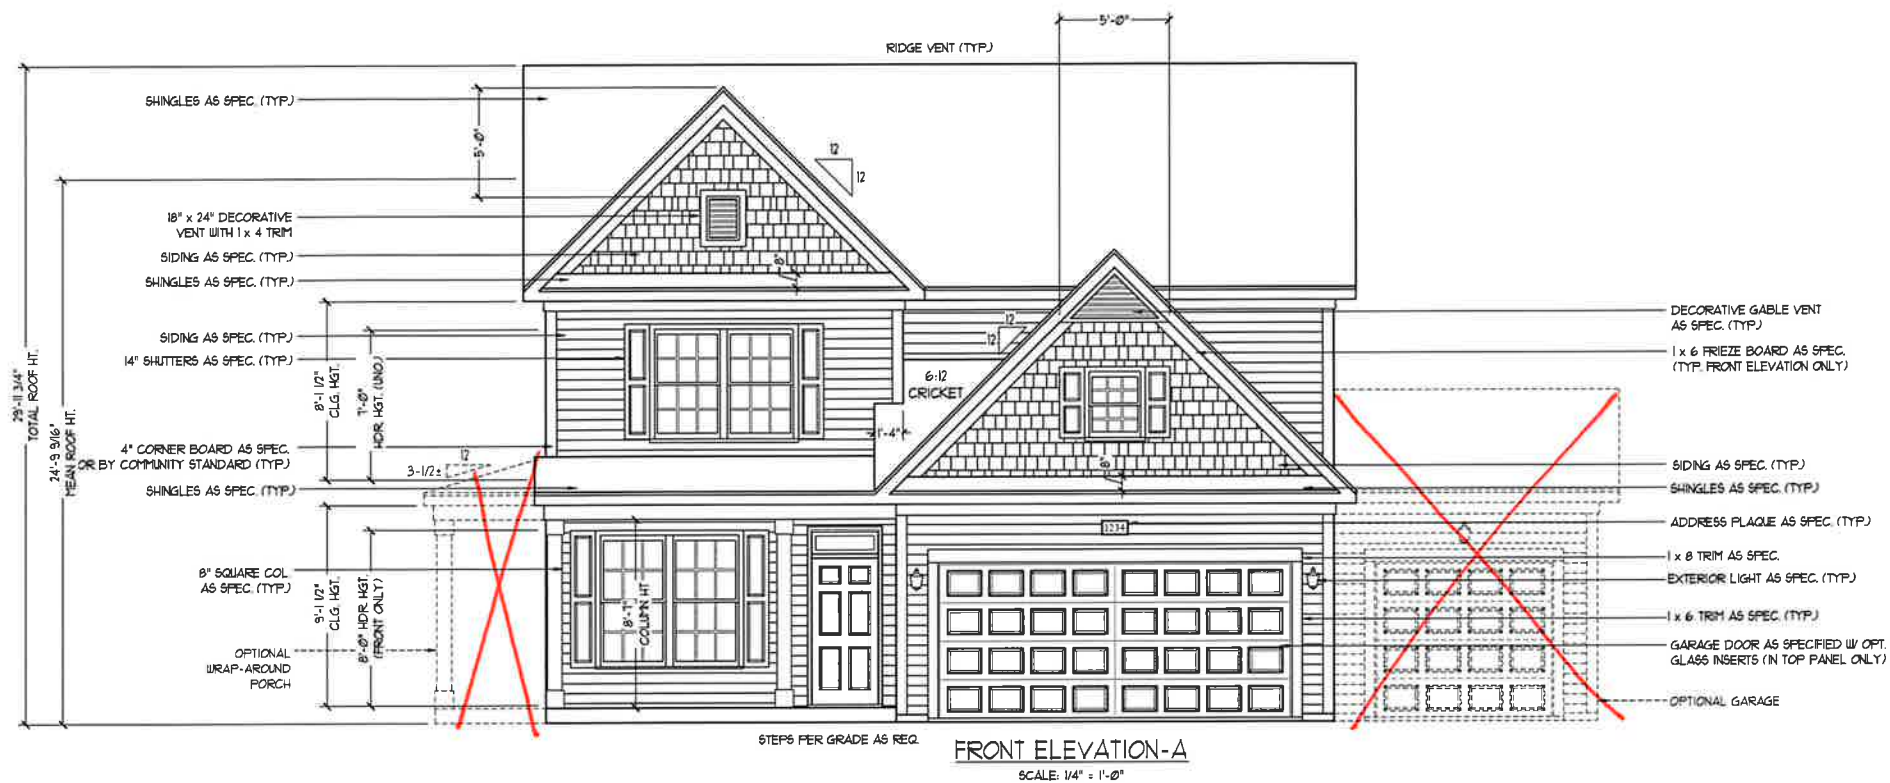 5'-0"
RIDGE VENT (TYP.)
SHINGLES AS SPEC. (TYP.)
5'-0"
12
12
18" x 24" DECORATIVE
VENT WITH 1 x 4 TRIM
SIDING AS SPEC. (TYP.)
SHINGLES AS SPEC. (TYP.)
8"
29'-11 3/4"
TOTAL ROOF HT.
24'-9 9/16"
MEAN ROOF HT.
SIDING AS SPEC. (TYP.)
14" SHUTTERS AS SPEC. (TYP.)
8'-1 1/2"
CLG. HGT.
7'-0"
HDR. HGT. (UNO.)
12
12
6:12
CRICKET
1'-4"
DECORATIVE GABLE VENT
AS SPEC. (TYP.)
1 x 6 FRIEZE BOARD AS SPEC.
(TYP. FRONT ELEVATION ONLY)
4" CORNER BOARD AS SPEC.
OR BY COMMUNITY STANDARD (TYP.)
12
3-1/2±
SHINGLES AS SPEC. (TYP.)
8"
SIDING AS SPEC. (TYP.)
SHINGLES AS SPEC. (TYP.)
1234
ADDRESS PLAQUE AS SPEC. (TYP.)
1 x 8 TRIM AS SPEC.
EXTERIOR LIGHT AS SPEC. (TYP.)
1 x 6 TRIM AS SPEC. (TYP.)
GARAGE DOOR AS SPECIFIED W/ OPT.
GLASS INSERTS (IN TOP PANEL ONLY)
OPTIONAL GARAGE
8" SQUARE COL.
AS SPEC. (TYP.)
9'-1 1/2"
CLG. HGT.
8'-0" HDR. HGT.
(FRONT ONLY)
8'-7"
COLUMN HT
OPTIONAL
WRAP-AROUND
PORCH
STEPS PER GRADE AS REQ.
FRONT ELEVATION-A
SCALE: 1/4" = 1'-0"